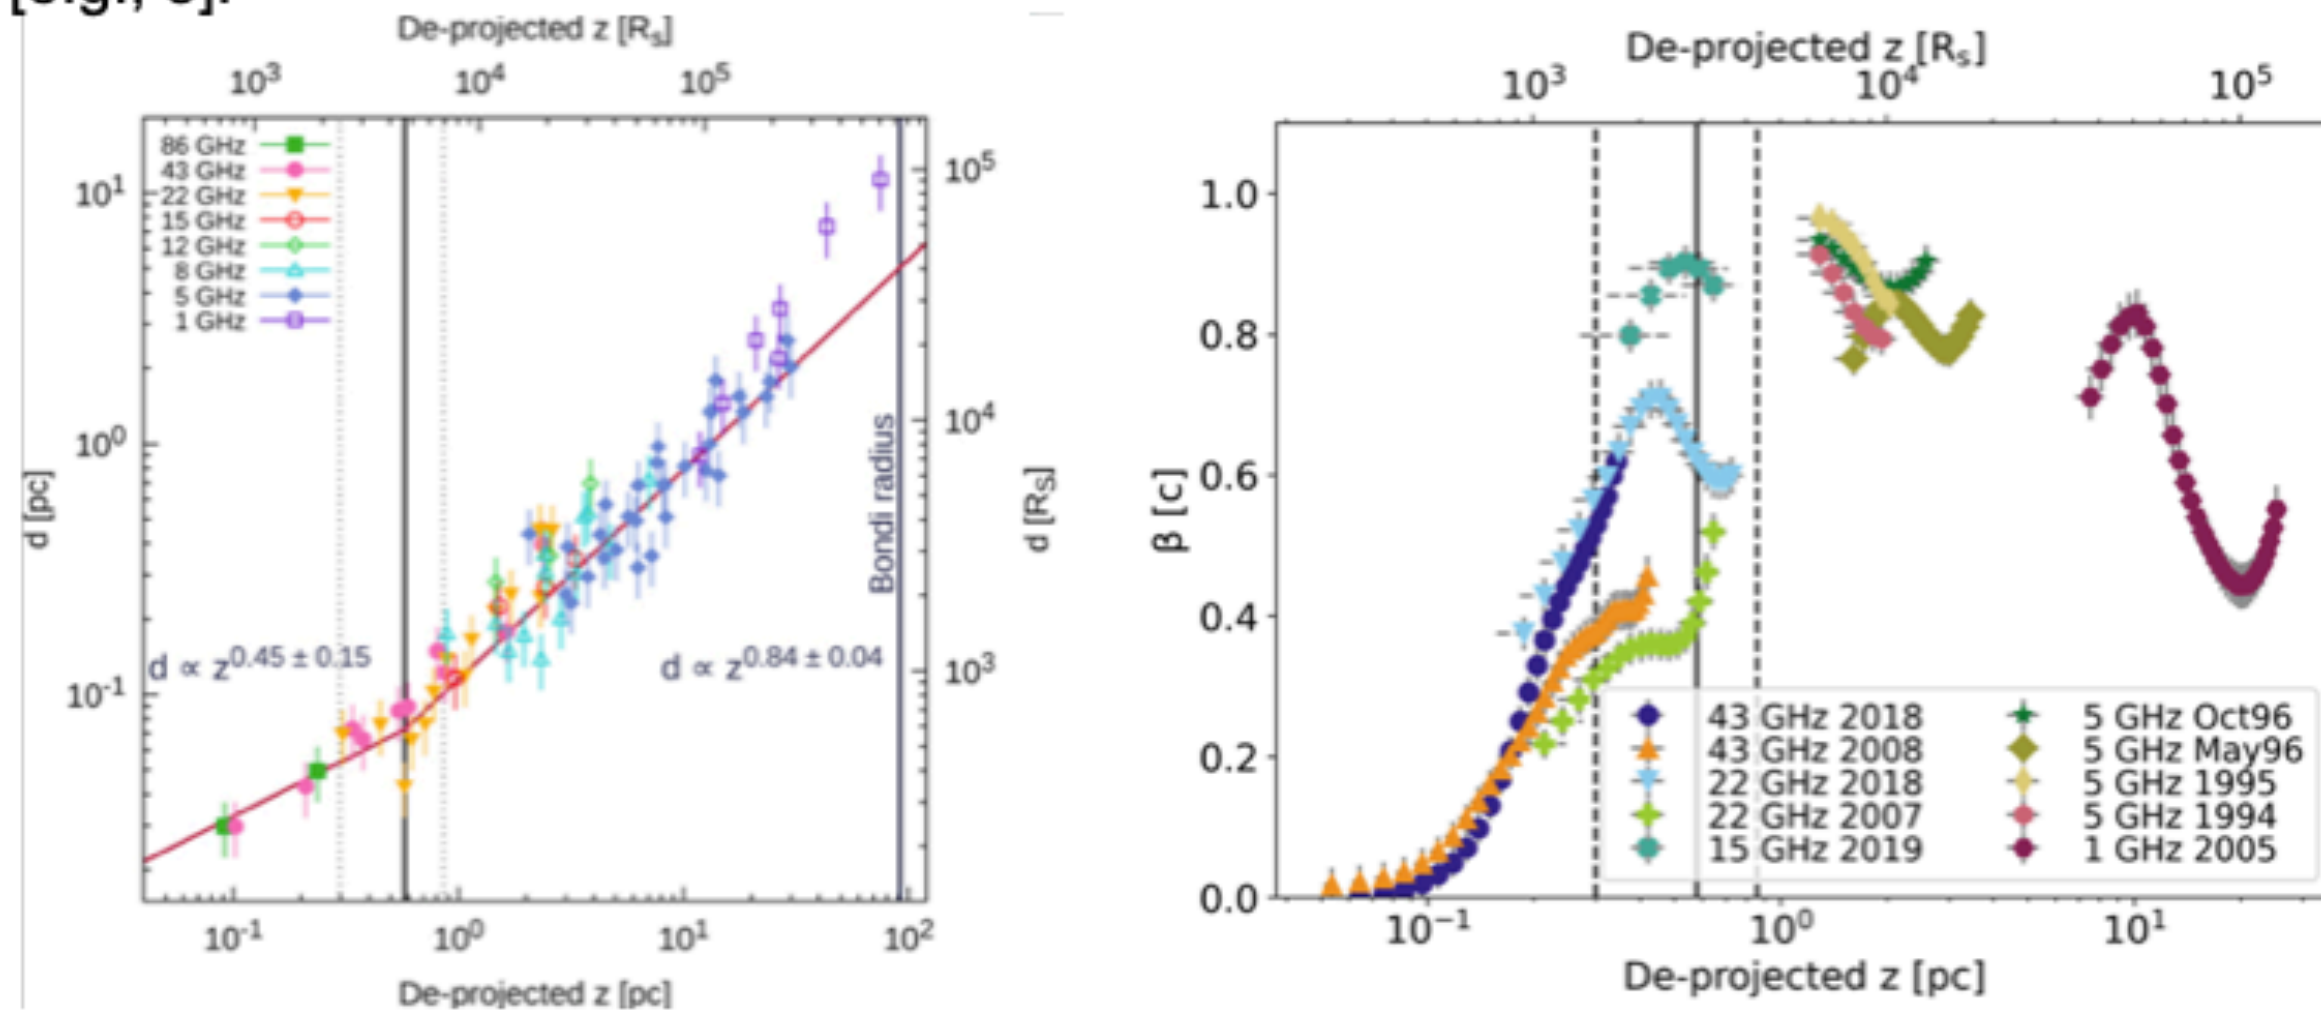 De-projected z [Rs]
10³ 10⁴ 10⁵
86 GHz
43 GHz
22 GHz
15 GHz
12 GHz
8 GHz
5 GHz
1 GHz
10¹
10⁰
10⁻¹
d [pc]
d ∝ z^0.45 ± 0.15
d ∝ z^0.84 ± 0.04
Bondi radius
10⁵
10⁴
10³
d [RS]
10⁻¹ 10⁰ 10¹ 10²
De-projected z [pc]
De-projected z [Rs]
10³ 10⁴ 10⁵
1.0
0.8
0.6
0.4
0.2
0.0
β [c]
43 GHz 2018
43 GHz 2008
22 GHz 2018
22 GHz 2007
15 GHz 2019
5 GHz Oct96
5 GHz May96
5 GHz 1995
5 GHz 1994
1 GHz 2005
10⁻¹ 10⁰ 10¹
De-projected z [pc]